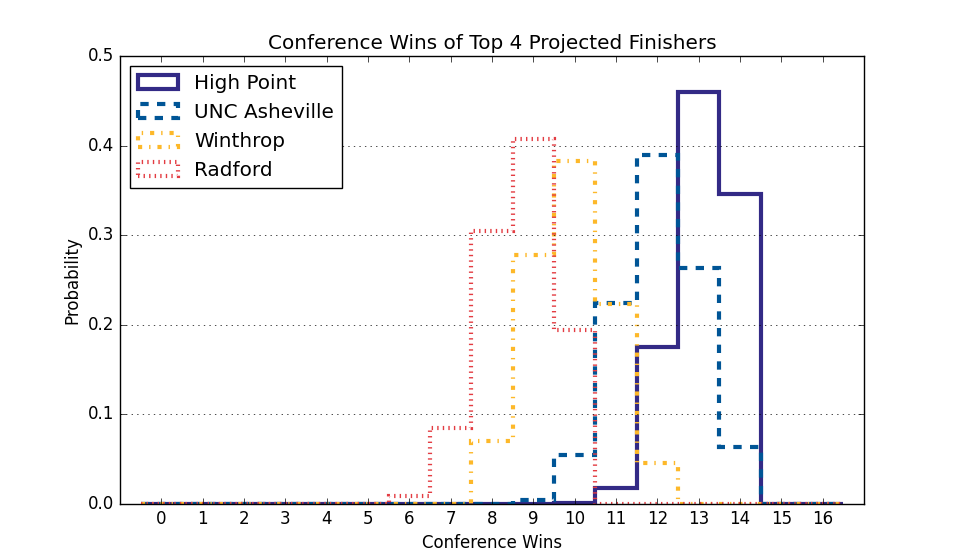 Conference Wins of Top 4 Projected Finishers
0.5
High Point
UNC Asheville
Winthrop
Radford
0.4
0.3
0.2
0.1
0.0
Probability
0 1 2 3 4 5 6 7 8 9 10 11 12 13 14 15 16
Conference Wins